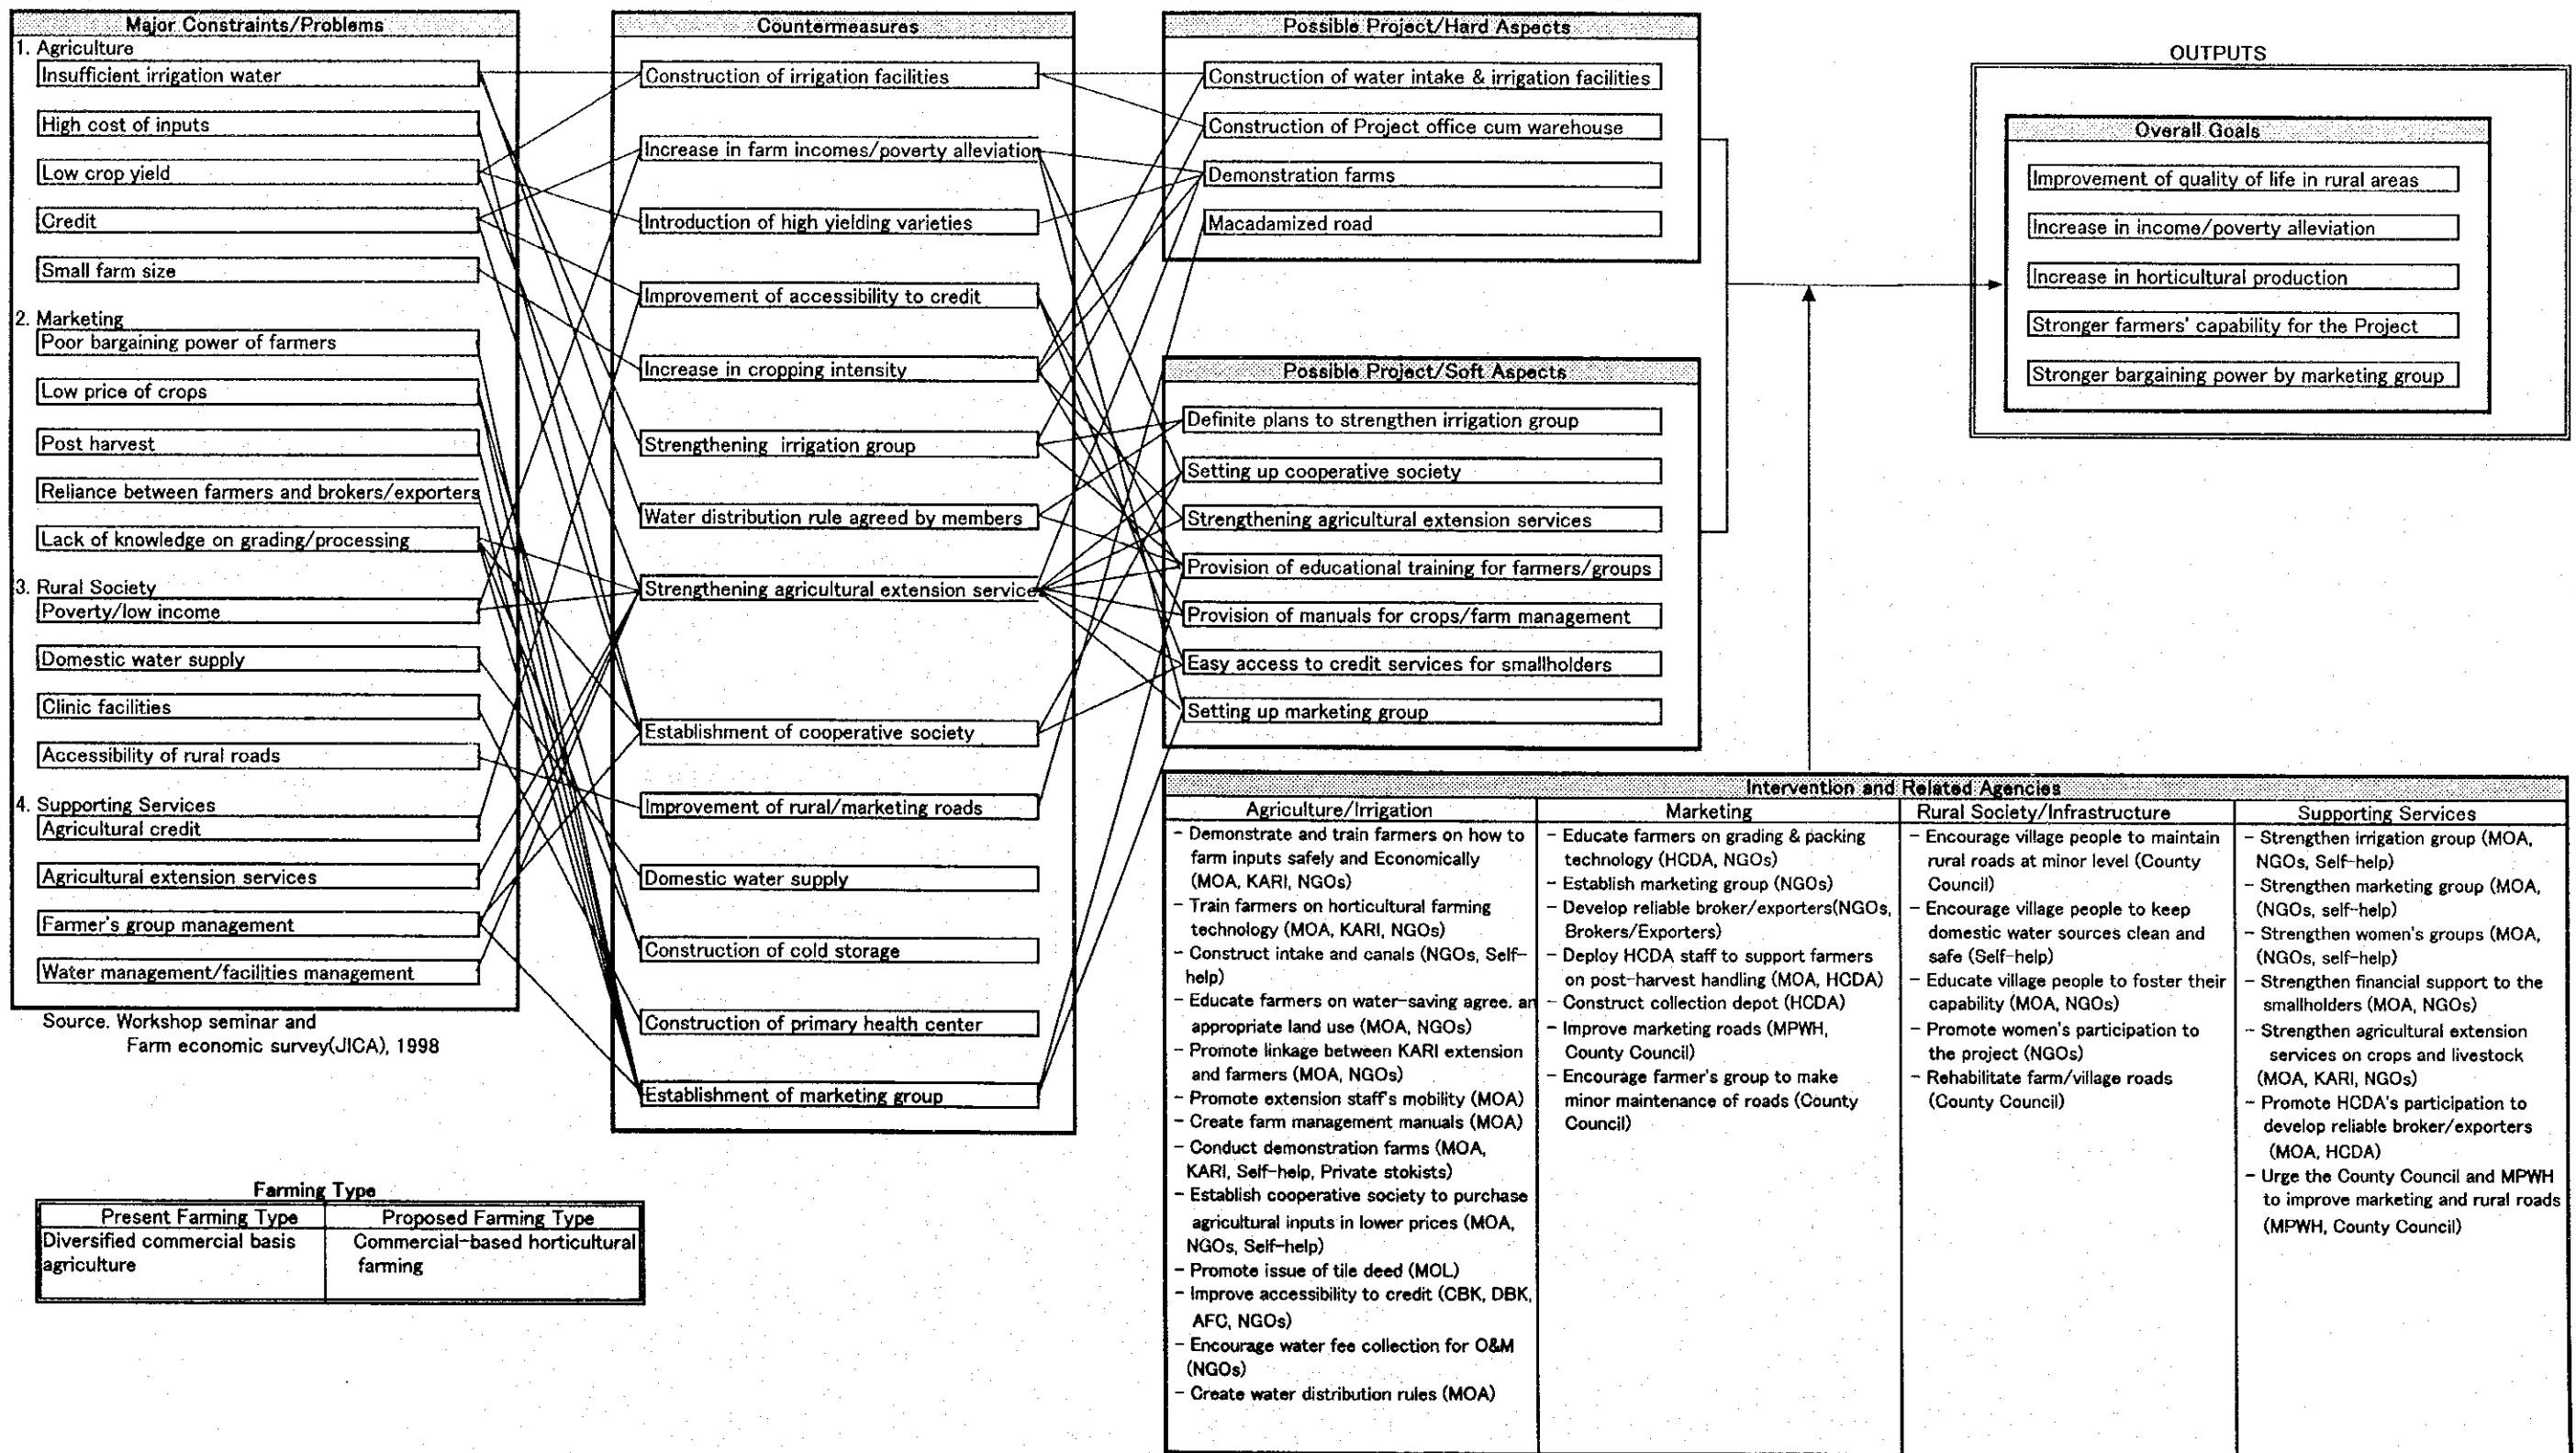 Major Constraints/Problems
1. Agriculture
Insufficient irrigation water
High cost of inputs
Low crop yield
Credit
Small farm size
2. Marketing
Poor bargaining power of farmers
Low price of crops
Post harvest
Reliance between farmers and brokers/exporters
Lack of knowledge on grading/processing
3. Rural Society
Poverty/low income
Domestic water supply
Clinic facilities
Accessibility of rural roads
4. Supporting Services
Agricultural credit
Agricultural extension services
Farmer's group management
Water management/facilities management
Source. Workshop seminar and
Farm economic survey(JICA), 1998
Countermeasures
Construction of irrigation facilities
Increase in farm incomes/poverty alleviation
Introduction of high yielding varieties
Improvement of accessibility to credit
Increase in cropping intensity
Strengthening irrigation group
Water distribution rule agreed by members
Strengthening agricultural extension services
Establishment of cooperative society
Improvement of rural/marketing roads
Domestic water supply
Construction of cold storage
Construction of primary health center
Establishment of marketing group
Possible Project/Hard Aspects
Construction of water intake & irrigation facilities
Construction of Project office cum warehouse
Demonstration farms
Macadamized road
Possible Project/Soft Aspects
Definite plans to strengthen irrigation group
Setting up cooperative society
Strengthening agricultural extension services
Provision of educational training for farmers/groups
Provision of manuals for crops/farm management
Easy access to credit services for smallholders
Setting up marketing group
OUTPUTS
Overall Goals
Improvement of quality of life in rural areas
Increase in income/poverty alleviation
Increase in horticultural production
Stronger farmers' capability for the Project
Stronger bargaining power by marketing group
Intervention and Related Agencies
Agriculture/Irrigation
- Demonstrate and train farmers on how to
farm inputs safely and Economically
(MOA, KARI, NGOs)
- Train farmers on horticultural farming
technology (MOA, KARI, NGOs)
- Construct intake and canals (NGOs, Self-
help)
- Educate farmers on water-saving agree. an
appropriate land use (MOA, NGOs)
- Promote linkage between KARI extension
and farmers (MOA, NGOs)
- Promote extension staff's mobility (MOA)
- Create farm management manuals (MOA)
- Conduct demonstration farms (MOA,
KARI, Self-help, Private stokists)
- Establish cooperative society to purchase
agricultural inputs in lower prices (MOA,
NGOs, Self-help)
- Promote issue of tile deed (MOL)
- Improve accessibility to credit (CBK, DBK,
AFC, NGOs)
- Encourage water fee collection for O&M
(NGOs)
- Create water distribution rules (MOA)
Marketing
- Educate farmers on grading & packing
technology (HCDA, NGOs)
- Establish marketing group (NGOs)
- Develop reliable broker/exporters(NGOs,
Brokers/Exporters)
- Deploy HCDA staff to support farmers
on post-harvest handling (MOA, HCDA)
- Construct collection depot (HCDA)
- Improve marketing roads (MPWH,
County Council)
- Encourage farmer's group to make
minor maintenance of roads (County
Council)
Rural Society/Infrastructure
- Encourage village people to maintain
rural roads at minor level (County
Council)
- Encourage village people to keep
domestic water sources clean and
safe (Self-help)
- Educate village people to foster their
capability (MOA, NGOs)
- Promote women's participation to
the project (NGOs)
- Rehabilitate farm/village roads
(County Council)
Supporting Services
- Strengthen irrigation group (MOA,
NGOs, Self-help)
- Strengthen marketing group (MOA,
(NGOs, self-help)
- Strengthen women's groups (MOA,
(NGOs, self-help)
- Strengthen financial support to the
smallholders (MOA, NGOs)
- Strengthen agricultural extension
services on crops and livestock
(MOA, KARI, NGOs)
- Promote HCDA's participation to
develop reliable broker/exporters
(MOA, HCDA)
- Urge the County Council and MPWH
to improve marketing and rural roads
(MPWH, County Council)
Farming Type
Present Farming Type
Proposed Farming Type
Diversified commercial basis
agriculture
Commercial-based horticultural
farming